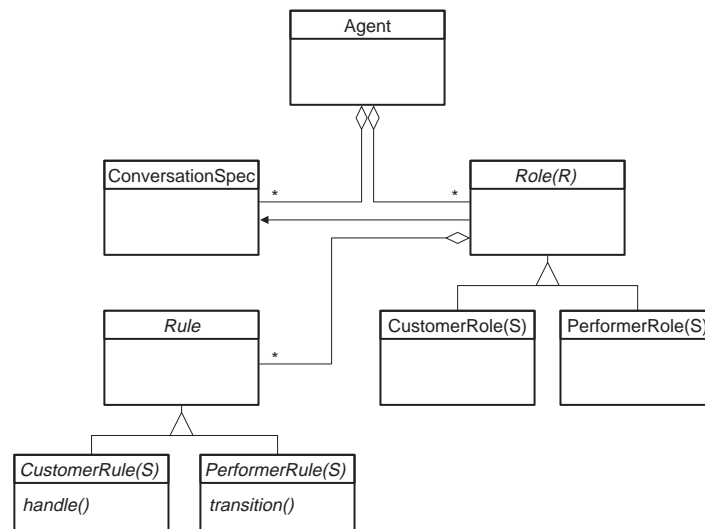 Agent
ConversationSpec
Role(R)
*
*
Rule
CustomerRole(S)
PerformerRole(S)
*
CustomerRule(S)
PerformerRule(S)
handle()
transition()